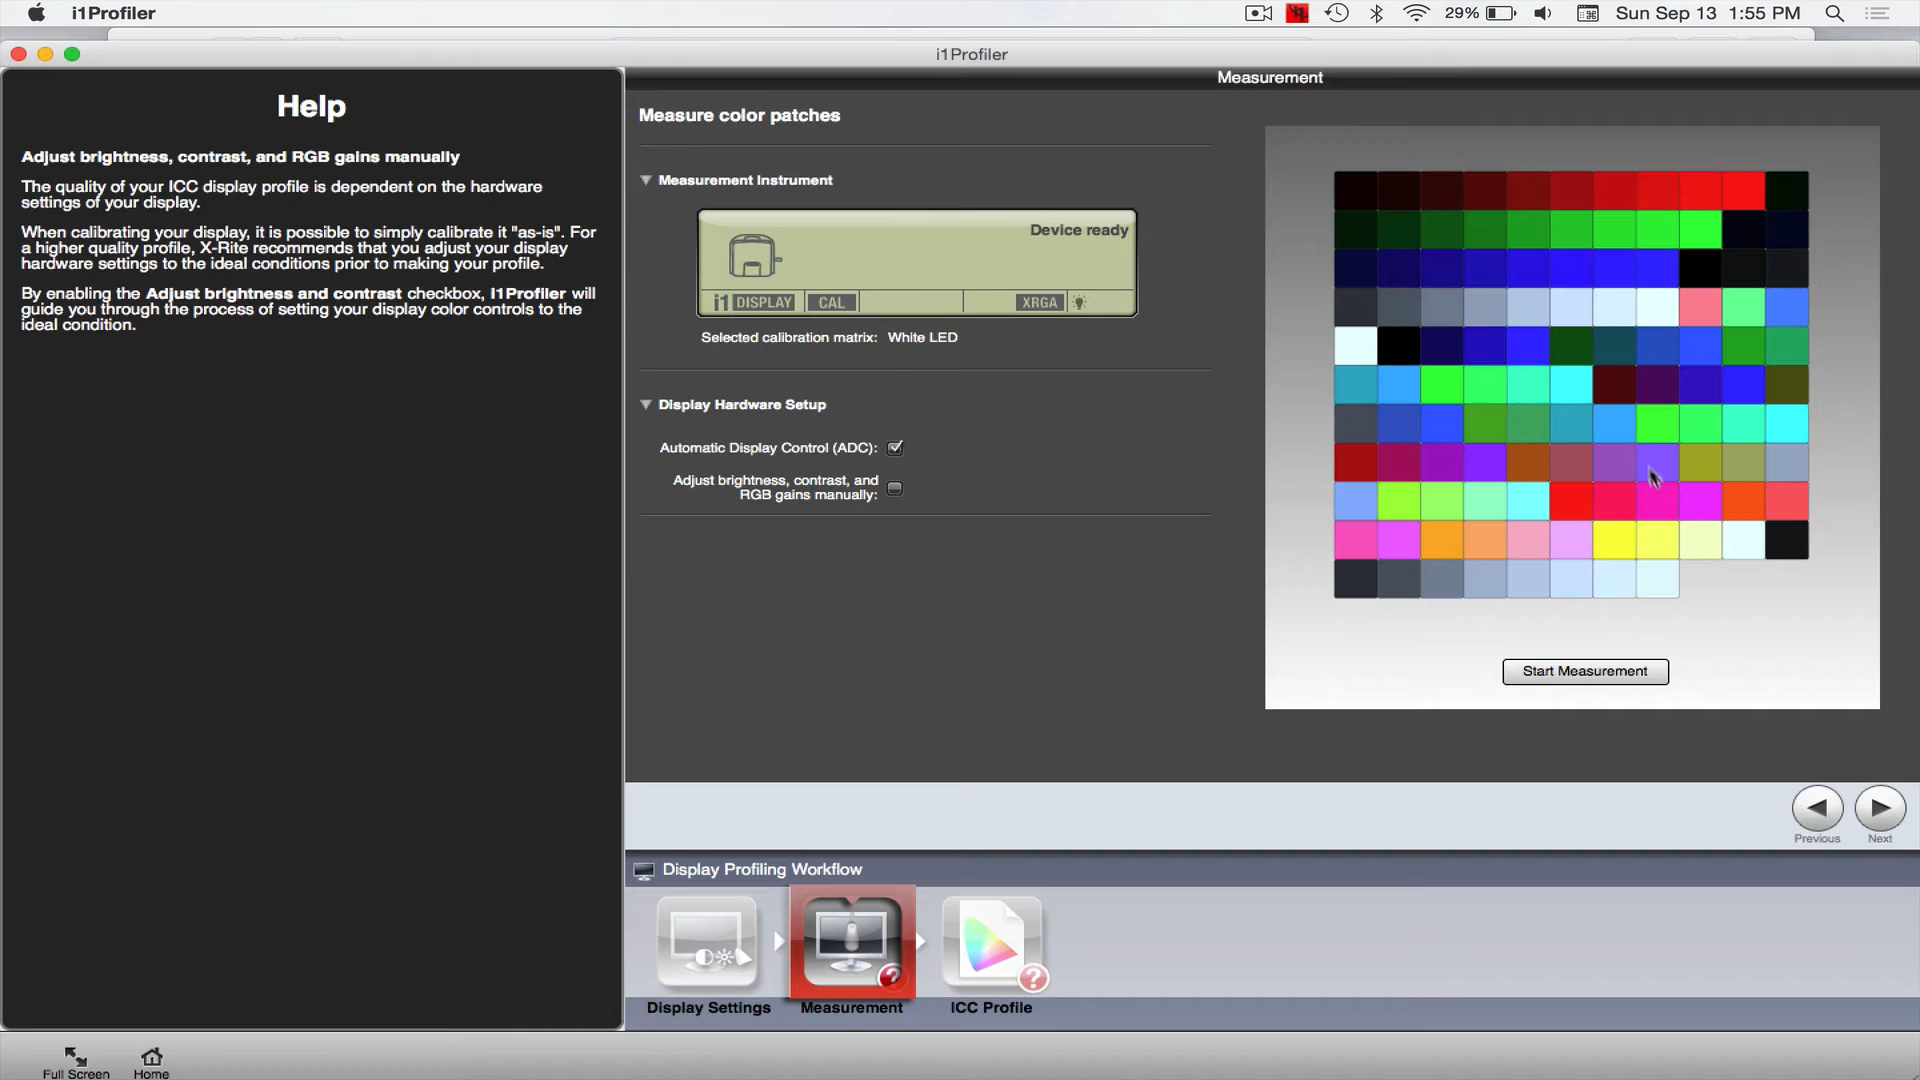 i1Profiler
29%
Sun Sep 13 1:55 PM
i1Profiler
Help
Adjust brightness, contrast, and RGB gains manually
The quality of your ICC display profile is dependent on the hardware
settings of your display.
When calibrating your display, it is possible to simply calibrate it "as-is". For
a higher quality profile, X-Rite recommends that you adjust your display
hardware settings to the ideal conditions prior to making your profile.
By enabling the Adjust brightness and contrast checkbox, i1Profiler will
guide you through the process of setting your display color controls to the
ideal condition.
Measurement
Measure color patches
Measurement Instrument
Device ready
i1 DISPLAY CAL XRGA
Selected calibration matrix: White LED
Display Hardware Setup
Automatic Display Control (ADC):
Adjust brightness, contrast, and
RGB gains manually:
Start Measurement
Previous
Next
Display Profiling Workflow
Display Settings
Measurement
ICC Profile
Full Screen
Home